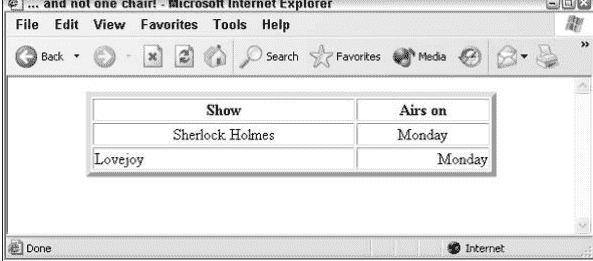 ... and not one chair! - Microsoft Internet Explorer
File Edit View Favorites Tools Help
Back Search Favorites Media »
Show Airs on
Sherlock Holmes Monday
Lovejoy Monday
Done Internet